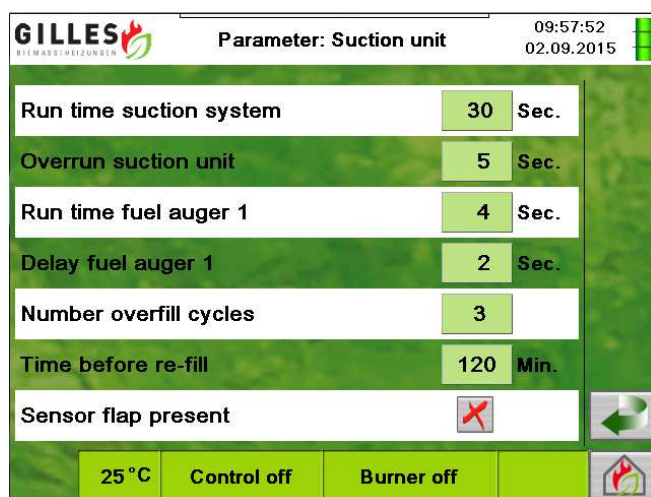 GILLES
BIOMASSEHEIZUNGEN
Parameter: Suction unit
09:57:52
02.09.2015
Run time suction system 30 Sec.
Overrun suction unit 5 Sec.
Run time fuel auger 1 4 Sec.
Delay fuel auger 1 2 Sec.
Number overfill cycles 3
Time before re-fill 120 Min.
Sensor flap present
25°C Control off Burner off